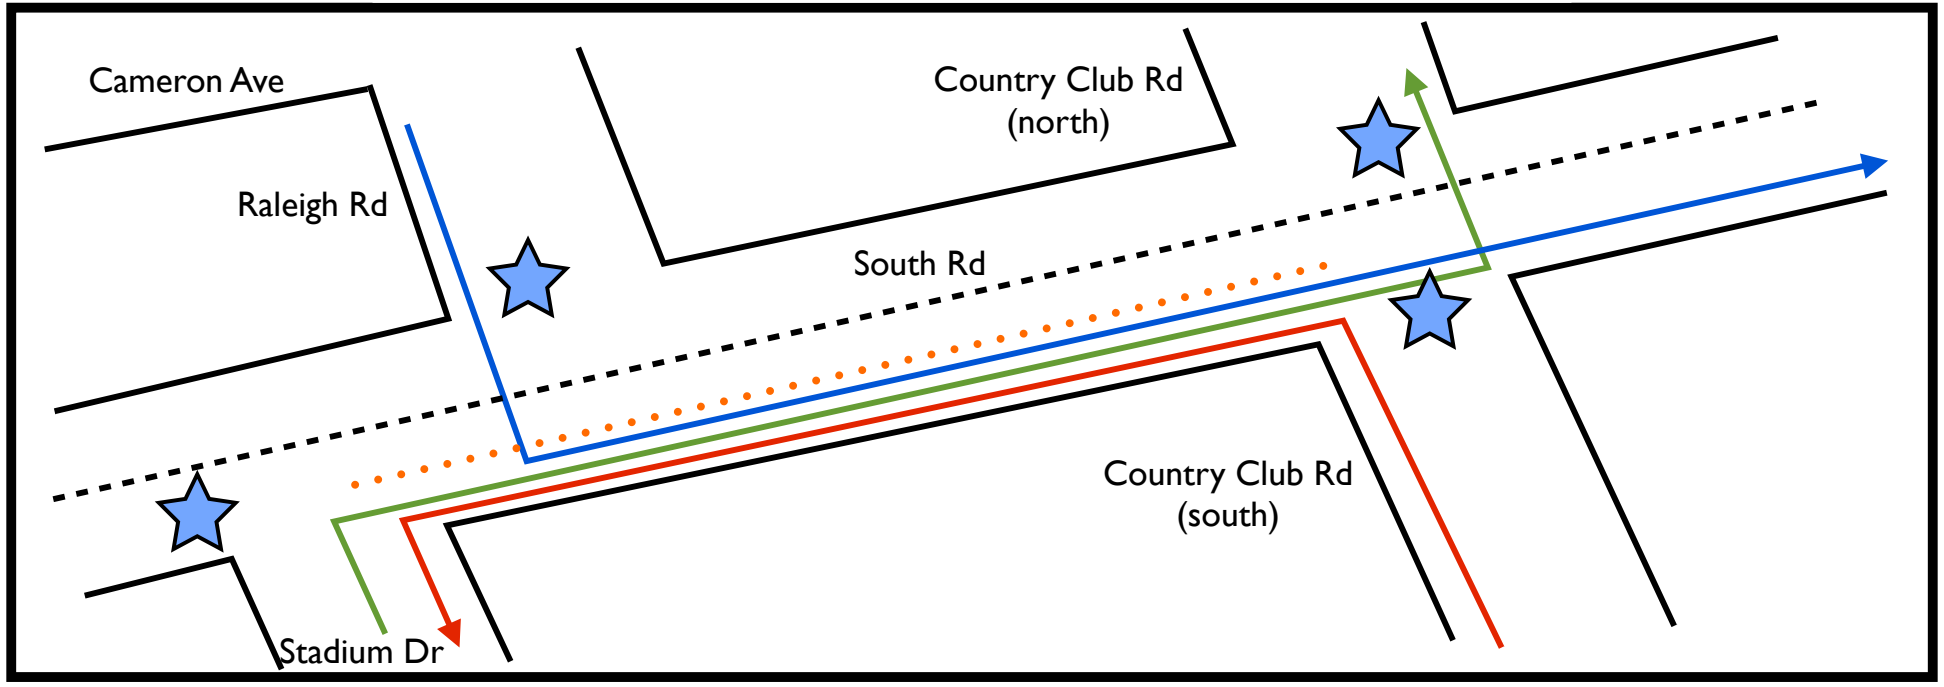 Cameron Ave
Country Club Rd
(north)
Raleigh Rd
South Rd
Country Club Rd
(south)
Stadium Dr